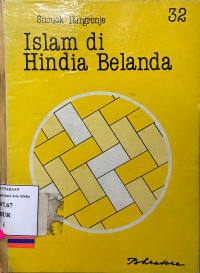 Snouck Hurgronje
32
Islam di
Hindia Belanda
Bhratara